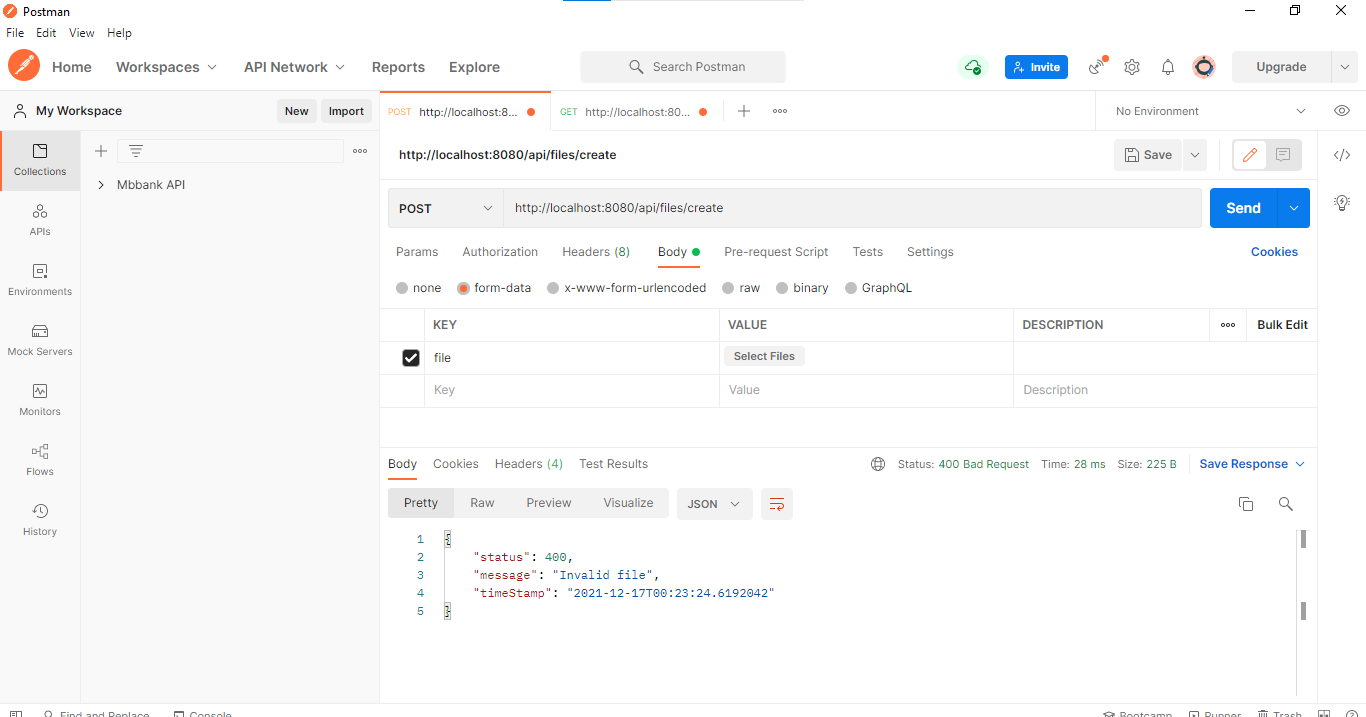 Postman
File Edit View Help
Home Workspaces API Network Reports Explore Search Postman Invite Upgrade
My Workspace New Import POST http://localhost:8... GET http://localhost:80... No Environment
Collections
APIs
Environments
Mock Servers
Monitors
Flows
History
Mbbank API
http://localhost:8080/api/files/create Save
POST http://localhost:8080/api/files/create Send
Params Authorization Headers (8) Body Pre-request Script Tests Settings Cookies
none form-data x-www-form-urlencoded raw binary GraphQL
KEY VALUE DESCRIPTION Bulk Edit
file Select Files
Key Value Description
Body Cookies Headers (4) Test Results Status: 400 Bad Request Time: 28 ms Size: 225 B Save Response
Pretty Raw Preview Visualize JSON
1 {
2 "status": 400,
3 "message": "Invalid file",
4 "timeStamp": "2021-12-17T00:23:24.6192042"
5 }
Find and Replace Console Bootcamp Runner Trash